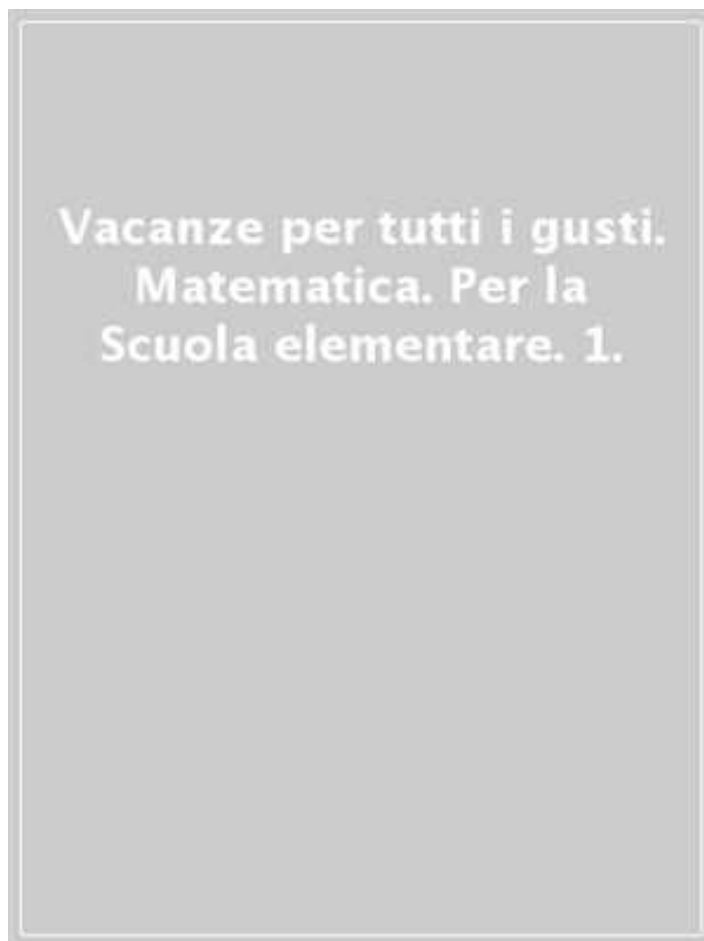 Vacanze per tutti i gusti.
Matematica. Per la
Scuola elementare. 1.